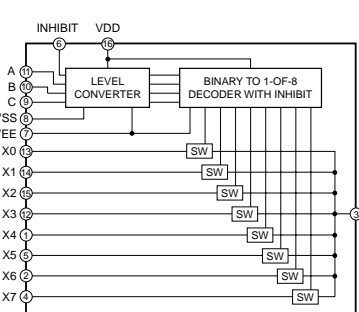 INHIBIT VDD
6 16
A 11
B 10
C 9
LEVEL CONVERTER
BINARY TO 1-OF-8 DECODER WITH INHIBIT
VSS 8
VEE 7
X0 13 SW
X1 14 SW
X2 15 SW
X3 12 SW 3
X4 1 SW
X5 5 SW
X6 2 SW
X7 4 SW